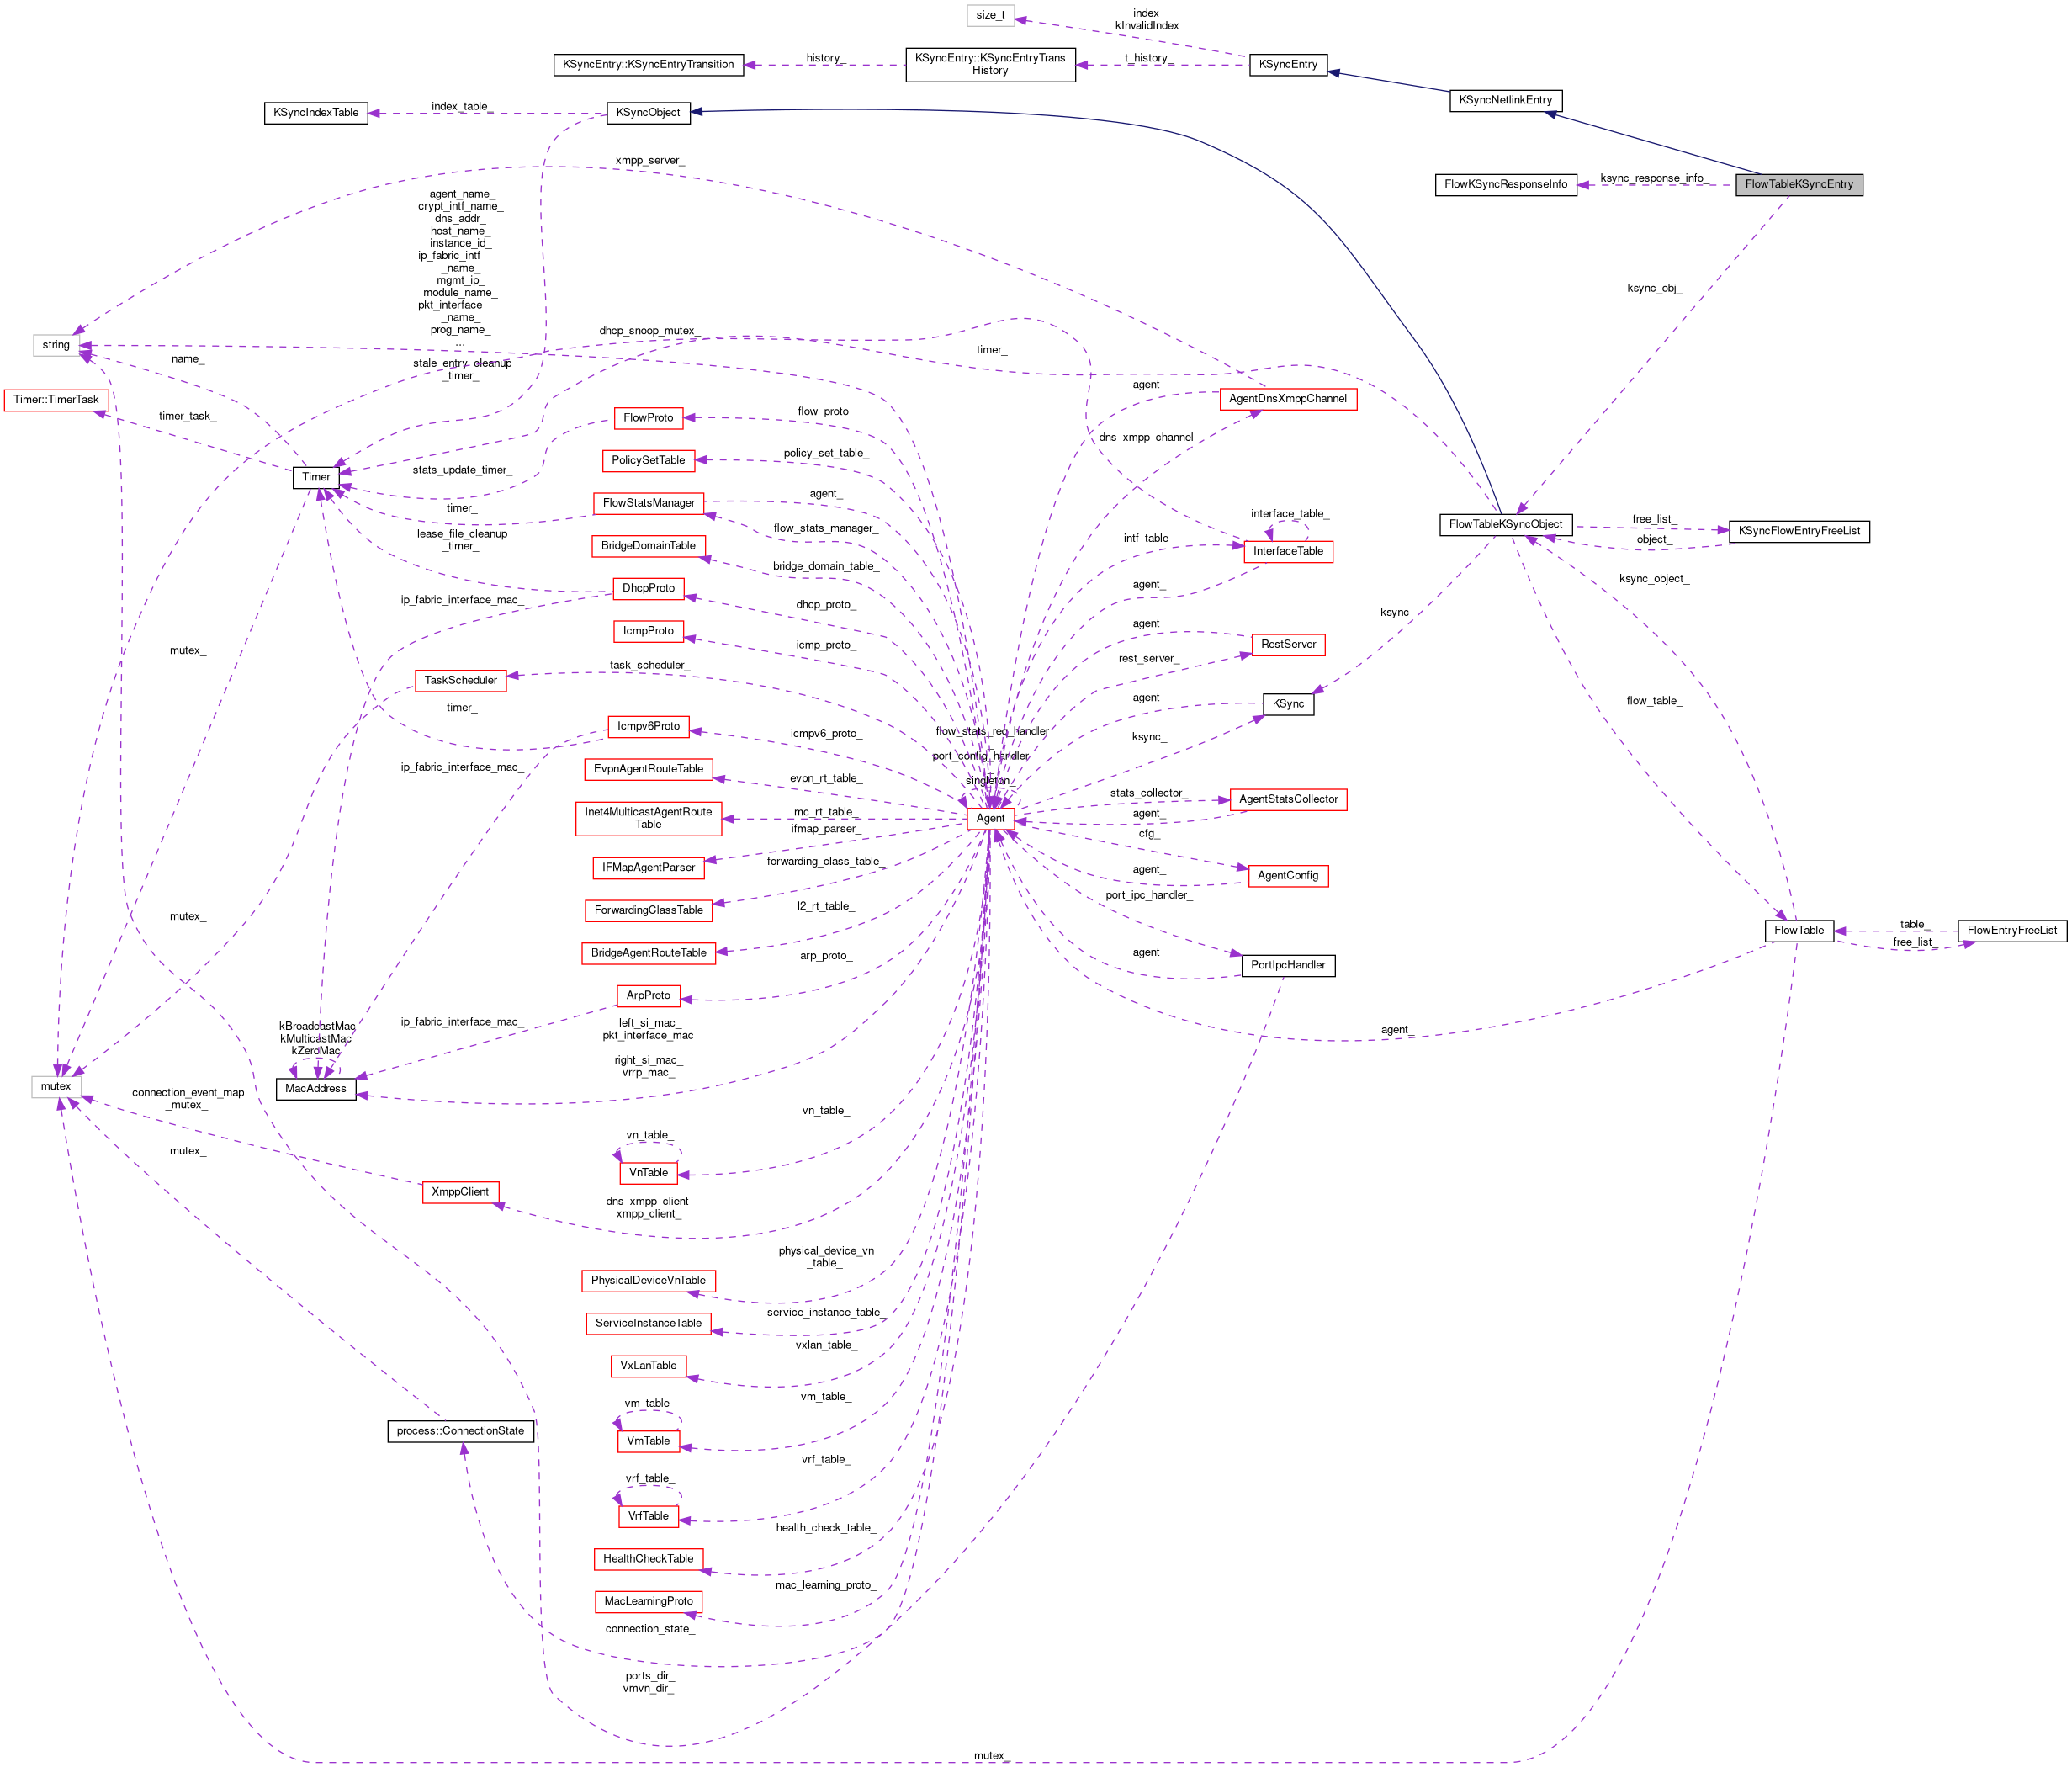 size_t
index_
kInvalidIndex
KSyncEntry::KSyncEntryTransition
history_
KSyncEntry::KSyncEntryTrans
History
t_history_
KSyncEntry
KSyncNetlinkEntry
KSyncIndexTable
index_table_
KSyncObject
xmpp_server_
FlowKSyncResponseInfo
ksync_response_info_
FlowTableKSyncEntry
agent_name_
crypt_intf_name_
dns_addr_
host_name_
instance_id_
ip_fabric_intf
_name_
mgmt_ip_
module_name_
pkt_interface
_name_
prog_name_
...
ksync_obj_
string
name_
dhcp_snoop_mutex_
timer_
stale_entry_cleanup
_timer_
Timer::TimerTask
timer_task_
FlowProto
flow_proto_
agent_
AgentDnsXmppChannel
dns_xmpp_channel_
PolicySetTable
policy_set_table_
Timer
stats_update_timer_
FlowStatsManager
agent_
timer_
flow_stats_manager_
interface_table_
FlowTableKSyncObject
free_list_
object_
KSyncFlowEntryFreeList
lease_file_cleanup
_timer_
BridgeDomainTable
bridge_domain_table_
intf_table_
InterfaceTable
agent_
ksync_object_
DhcpProto
dhcp_proto_
ip_fabric_interface_mac_
ksync_
IcmpProto
icmp_proto_
agent_
RestServer
rest_server_
mutex_
TaskScheduler
task_scheduler_
timer_
agent_
KSync
flow_table_
Icmpv6Proto
icmpv6_proto_
flow_stats_req_handler
_
port_config_handler
_
singleton_
ksync_
ip_fabric_interface_mac_
EvpnAgentRouteTable
evpn_rt_table_
Inet4MulticastAgentRoute
Table
mc_rt_table_
Agent
stats_collector_
AgentStatsCollector
agent_
ifmap_parser_
IFMapAgentParser
cfg_
forwarding_class_table_
agent_
AgentConfig
ForwardingClassTable
port_ipc_handler_
mutex_
l2_rt_table_
FlowTable
table_
free_list_
FlowEntryFreeList
BridgeAgentRouteTable
arp_proto_
agent_
PortIpcHandler
ArpProto
ip_fabric_interface_mac_
left_si_mac_
pkt_interface_mac
_
right_si_mac_
vrrp_mac_
agent_
kBroadcastMac
kMulticastMac
kZeroMac
mutex
MacAddress
connection_event_map
_mutex_
vn_table_
vn_table_
mutex_
VnTable
XmppClient
dns_xmpp_client_
xmpp_client_
physical_device_vn
_table_
PhysicalDeviceVnTable
service_instance_table_
ServiceInstanceTable
vxlan_table_
VxLanTable
vm_table_
vm_table_
process::ConnectionState
VmTable
vrf_table_
vrf_table_
VrfTable
health_check_table_
HealthCheckTable
mac_learning_proto_
MacLearningProto
connection_state_
ports_dir_
vmvn_dir_
mutex_